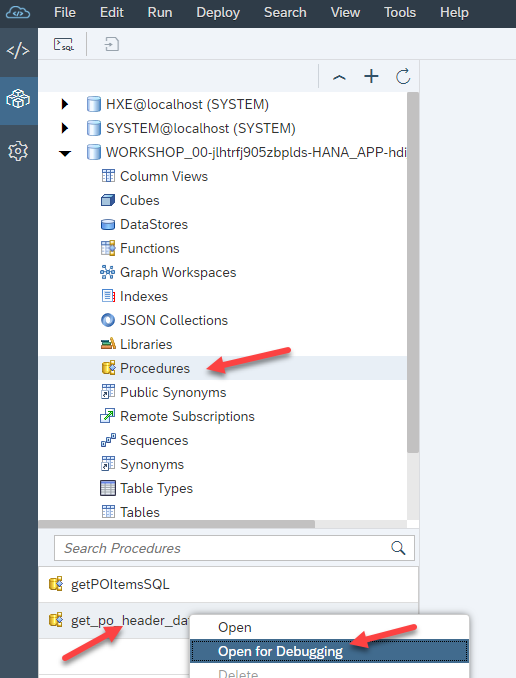 File Edit Run Deploy Search View Tools Help
SQL
HXE@localhost (SYSTEM)
SYSTEM@localhost (SYSTEM)
WORKSHOP_00-jlhtrfj905zbplds-HANA_APP-hdi
Column Views
Cubes
DataStores
Functions
Graph Workspaces
Indexes
JSON Collections
Libraries
Procedures
Public Synonyms
Remote Subscriptions
Sequences
Synonyms
Table Types
Tables
Search Procedures
getPOItemsSQL
get_po_header_da
Open
Open for Debugging
Delete